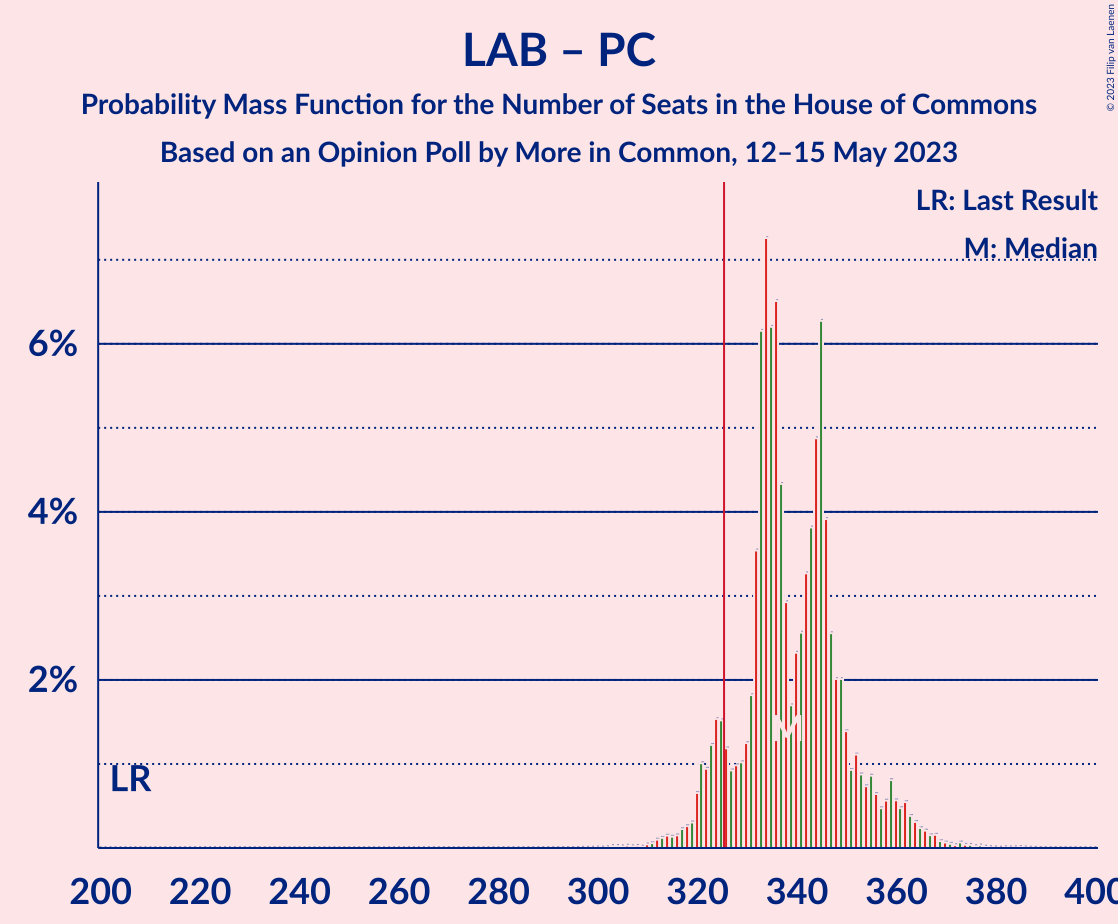 LAB – PC
Probability Mass Function for the Number of Seats in the House of Commons
Based on an Opinion Poll by More in Common, 12–15 May 2023
© 2023 Filip van Laenen
LR: Last Result
M: Median
6%
4%
2%
LR
M
200 220 240 260 280 300 320 340 360 380 400